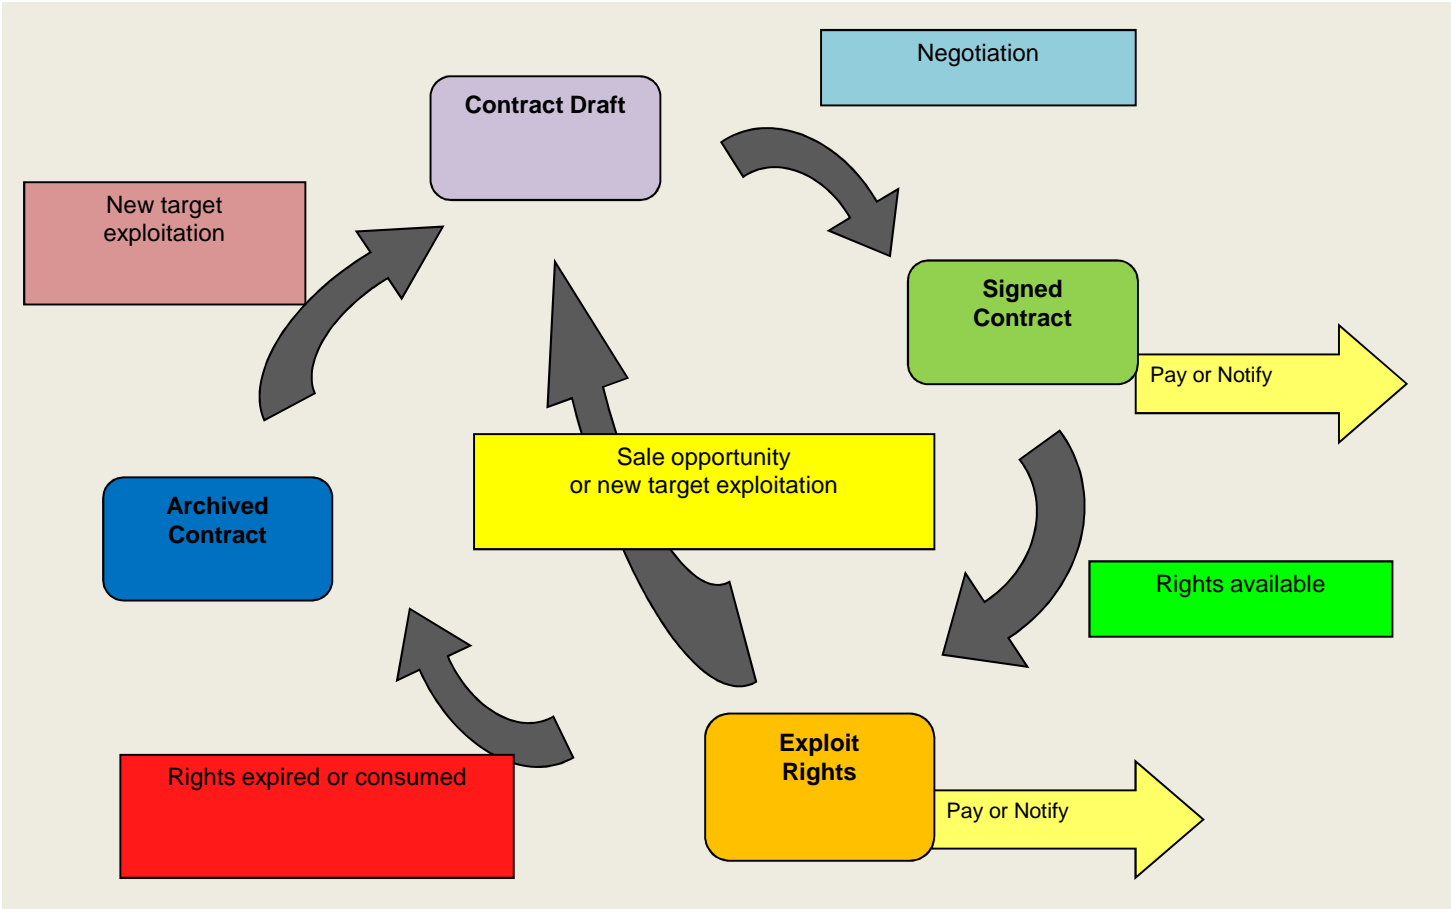 Negotiation
Contract Draft
New target
exploitation
Signed
Contract
Pay or Notify
Sale opportunity
or new target exploitation
Archived
Contract
Rights available
Exploit
Rights
Rights expired or consumed
Pay or Notify